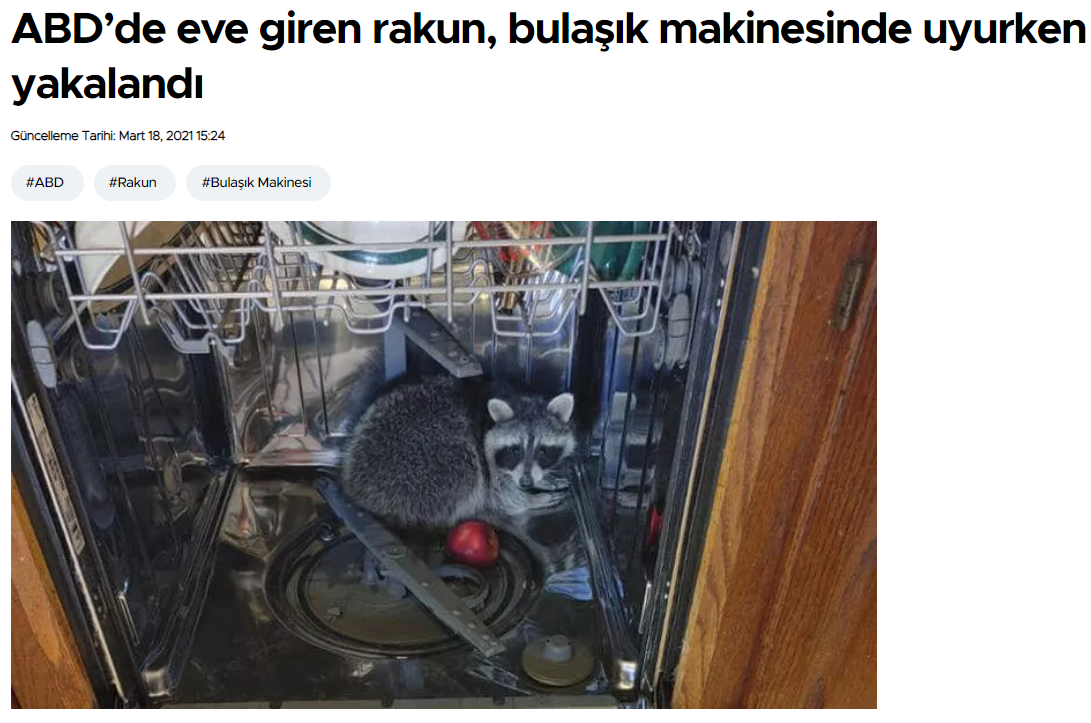 ABD’de eve giren rakun, bulaşık makinesinde uyurken
yakalandı
Güncelleme Tarihi: Mart 18, 2021 15:24
#ABD #Rakun #Bulaşık Makinesi